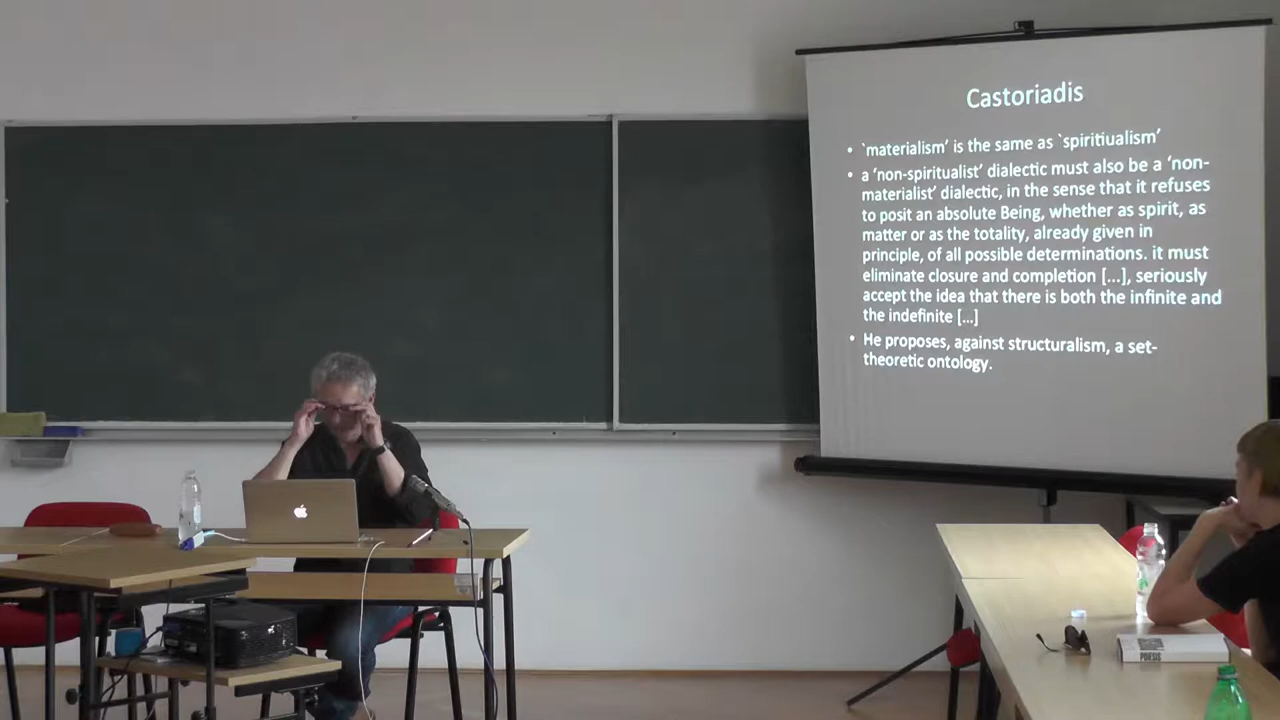 Castoriadis
• `materialism' is the same as `spiritiualism'
• a 'non-spiritualist' dialectic must also be a 'non-
materialist' dialectic, in the sense that it refuses
to posit an absolute Being, whether as spirit, as
matter or as the totality, already given in
principle, of all possible determinations. it must
eliminate closure and completion [...], seriously
accept the idea that there is both the infinite and
the indefinite [...]
• He proposes, against structuralism, a set-
theoretic ontology.
POESIS